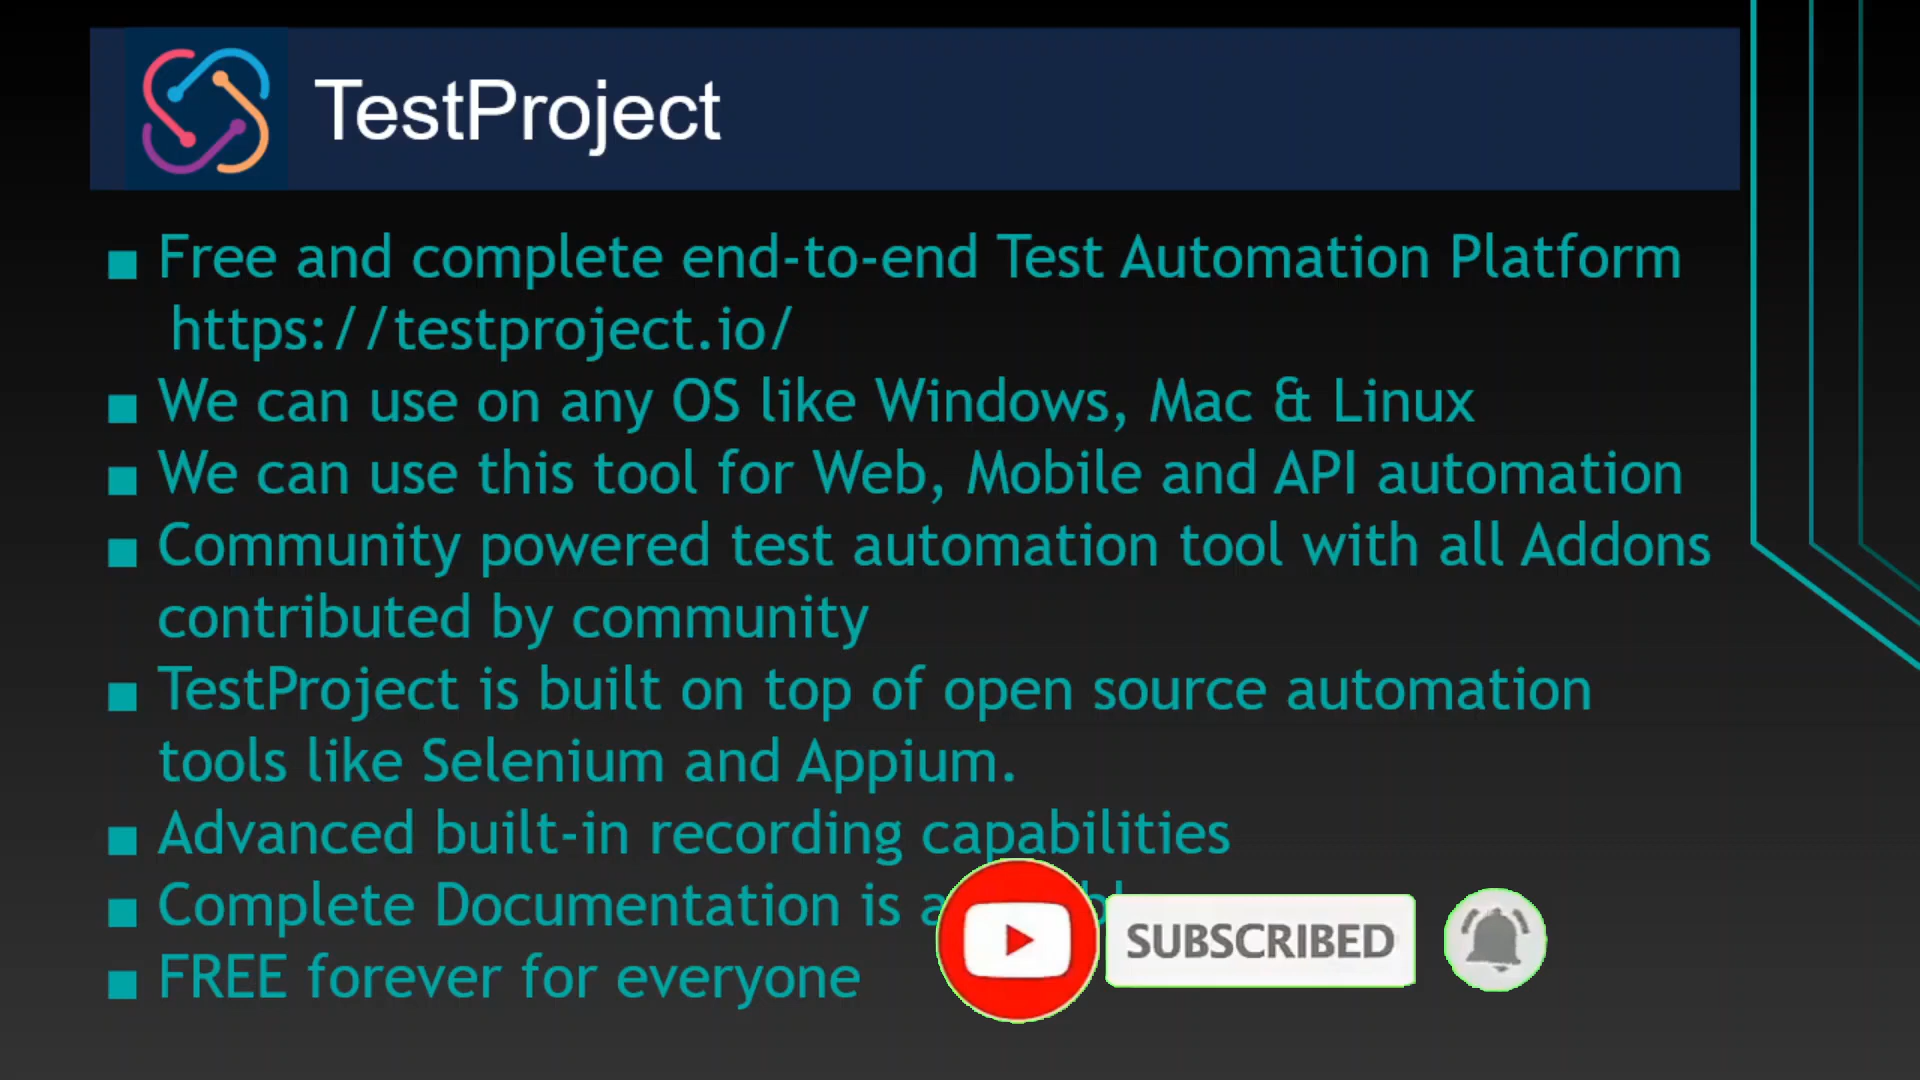 TestProject
Free and complete end-to-end Test Automation Platform
https://testproject.io/
We can use on any OS like Windows, Mac & Linux
We can use this tool for Web, Mobile and API automation
Community powered test automation tool with all Addons
contributed by community
TestProject is built on top of open source automation
tools like Selenium and Appium.
Advanced built-in recording capabilities
Complete Documentation is
FREE forever for everyone
SUBSCRIBED